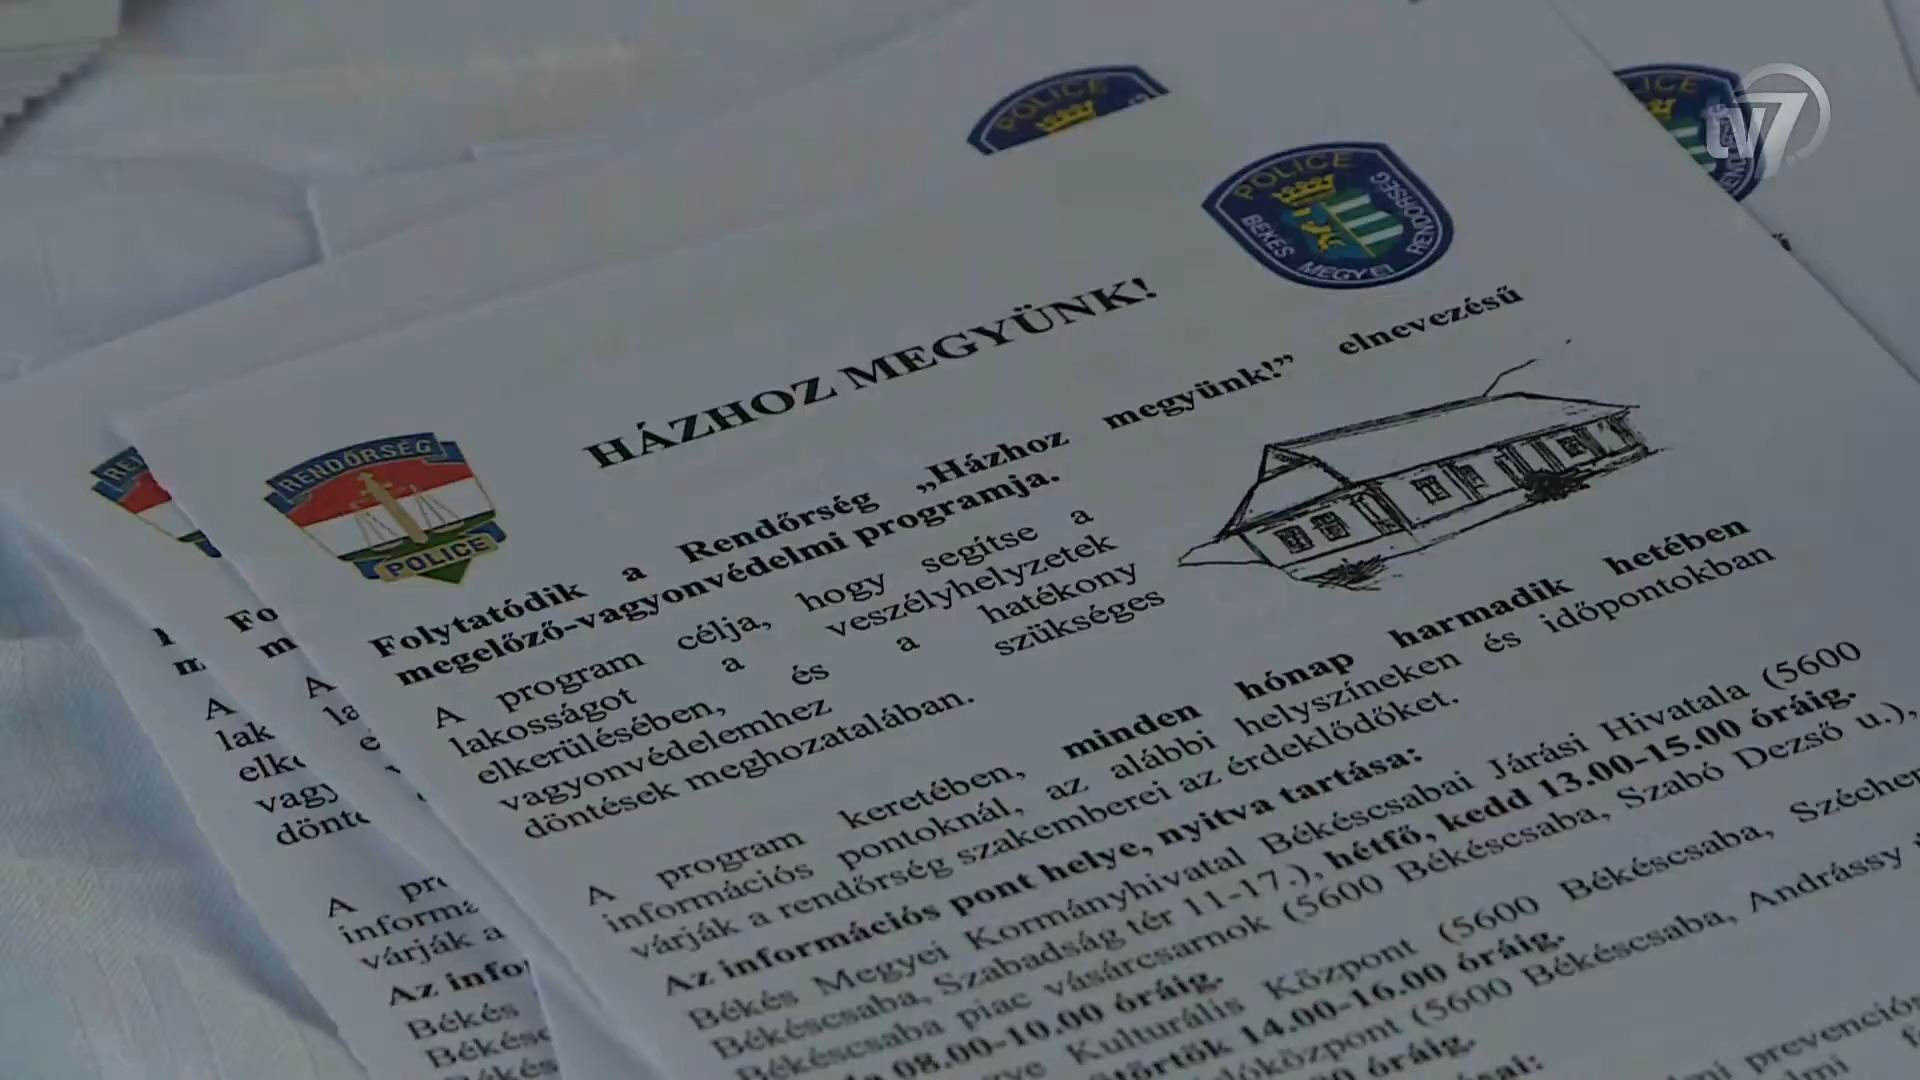 POLICE
POLICE
BÉKÉS MEGYEI RENDŐRSÉG
tv7
HÁZHOZ MEGYÜNK!
RENDŐRSÉG
POLICE
Folytatódik a Rendőrség „Házhoz megyünk!” elnevezésű
megelőző-vagyonvédelmi programja.
A program célja, hogy segítse a
lakosságot a veszélyhelyzetek
elkerülésében, és a hatékony
vagyonvédelemhez szükséges
döntések meghozatalában.
A program keretében, minden hónap harmadik hetében
információs pontoknál, az alábbi helyszíneken és időpontokban
várják a rendőrség szakemberei az érdeklődőket.
Az információs pont helye, nyitva tartása:
Békés Megyei Kormányhivatal Békéscsabai Járási Hivatala (5600
Békéscsaba, Szabadság tér 11-17.), hétfő, kedd 13.00-15.00 óráig.
Békéscsaba piac vásárcsarnok (5600 Békéscsaba, Szabó Dezső u.),
08.00-10.00 óráig.
Kulturális Központ (5600 Békéscsaba,
14.00-16.00 óráig.
(5600 Békéscsaba, Andrássy
óráig.